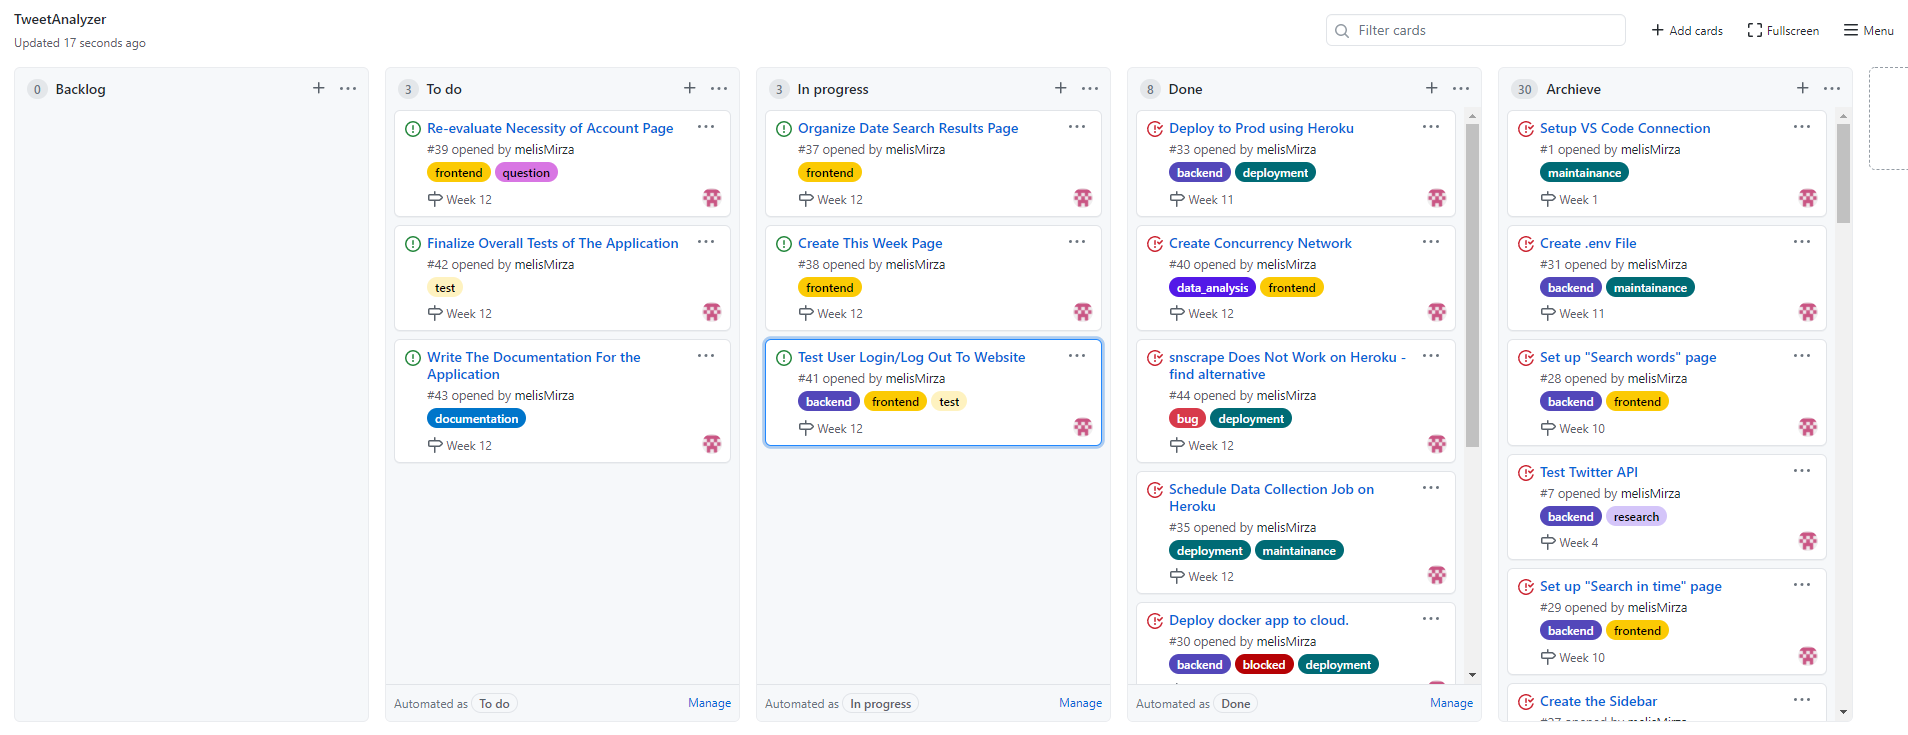 TweetAnalyzer
Updated 17 seconds ago
Filter cards
Add cards
Fullscreen
Menu
0 Backlog
3 To do
Re-evaluate Necessity of Account Page
#39 opened by melisMirza
frontend question
Week 12
Finalize Overall Tests of The Application
#42 opened by melisMirza
test
Week 12
Write The Documentation For the
Application
#43 opened by melisMirza
documentation
Week 12
Automated as To do Manage
3 In progress
Organize Date Search Results Page
#37 opened by melisMirza
frontend
Week 12
Create This Week Page
#38 opened by melisMirza
frontend
Week 12
Test User Login/Log Out To Website
#41 opened by melisMirza
backend frontend test
Week 12
Automated as In progress Manage
8 Done
Deploy to Prod using Heroku
#33 opened by melisMirza
backend deployment
Week 11
Create Concurrency Network
#40 opened by melisMirza
data_analysis frontend
Week 12
snscrape Does Not Work on Heroku -
find alternative
#44 opened by melisMirza
bug deployment
Week 12
Schedule Data Collection Job on
Heroku
#35 opened by melisMirza
deployment maintainance
Week 12
Deploy docker app to cloud.
#30 opened by melisMirza
backend blocked deployment
Automated as Done Manage
30 Archieve
Setup VS Code Connection
#1 opened by melisMirza
maintainance
Week 1
Create .env File
#31 opened by melisMirza
backend maintainance
Week 11
Set up "Search words" page
#28 opened by melisMirza
backend frontend
Week 10
Test Twitter API
#7 opened by melisMirza
backend research
Week 4
Set up "Search in time" page
#29 opened by melisMirza
backend frontend
Week 10
Create the Sidebar
#27 opened by melisMirza